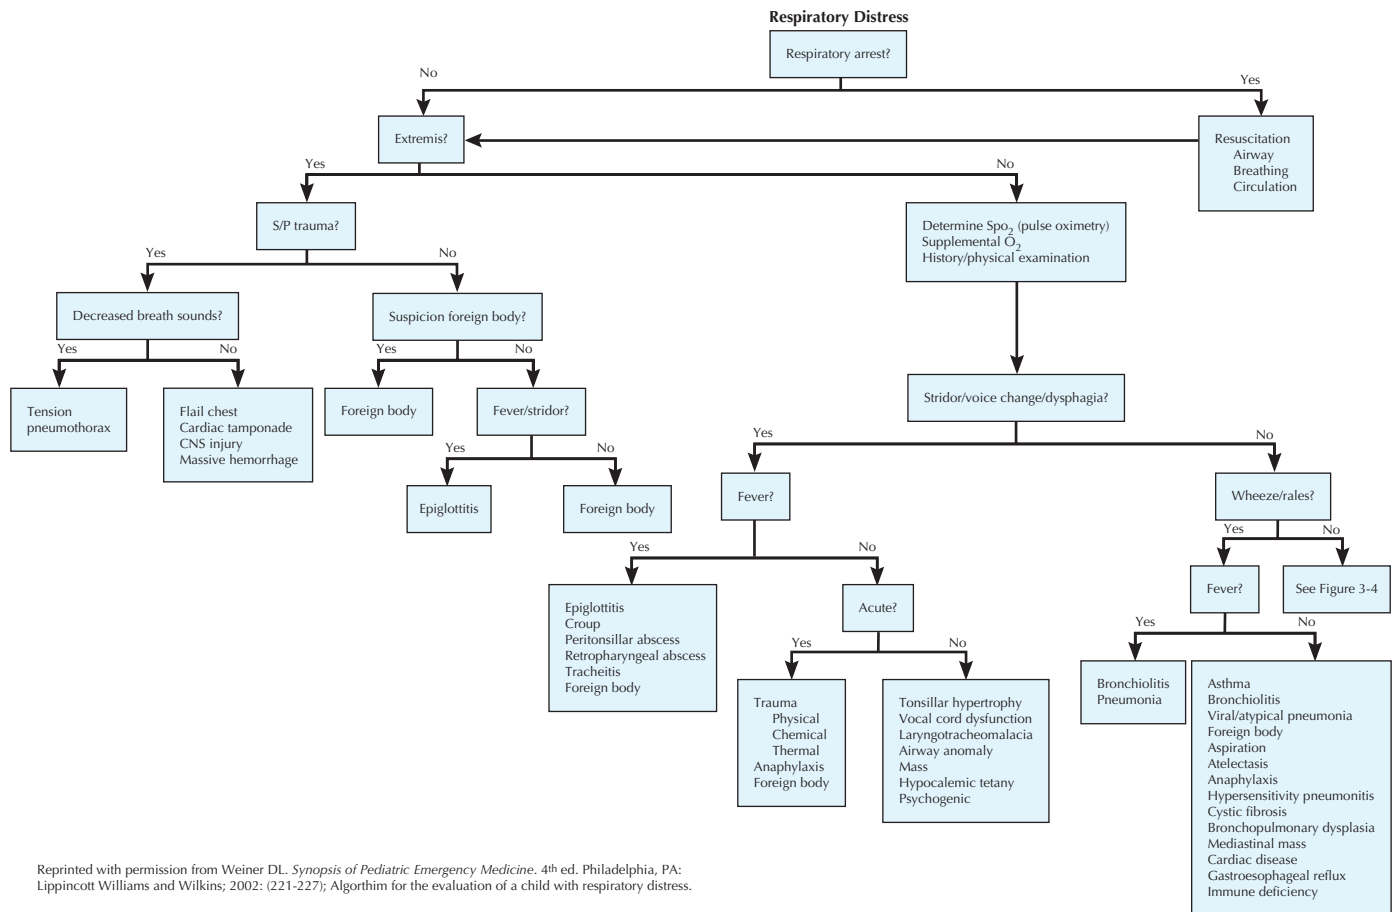 Respiratory Distress
Respiratory arrest?
No
Yes
Extremis?
Resuscitation
Airway
Breathing
Circulation
Yes
No
S/P trauma?
Determine Spo2 (pulse oximetry)
Supplemental O2
History/physical examination
Yes
No
Decreased breath sounds?
Suspicion foreign body?
Yes
No
Yes
No
Tension
pneumothorax
Flail chest
Cardiac tamponade
CNS injury
Massive hemorrhage
Foreign body
Fever/stridor?
Stridor/voice change/dysphagia?
Yes
No
Yes
No
Epiglottitis
Foreign body
Fever?
Wheeze/rales?
Yes
No
Yes
No
Fever?
See Figure 3-4
Epiglottitis
Croup
Peritonsillar abscess
Retropharyngeal abscess
Tracheitis
Foreign body
Acute?
Yes
No
Yes
No
Trauma
Physical
Chemical
Thermal
Anaphylaxis
Foreign body
Tonsillar hypertrophy
Vocal cord dysfunction
Laryngotracheomalacia
Airway anomaly
Mass
Hypocalemic tetany
Psychogenic
Bronchiolitis
Pneumonia
Asthma
Bronchiolitis
Viral/atypical pneumonia
Foreign body
Aspiration
Atelectasis
Anaphylaxis
Hypersensitivity pneumonitis
Cystic fibrosis
Bronchopulmonary dysplasia
Mediastinal mass
Cardiac disease
Gastroesophageal reflux
Immune deficiency
Reprinted with permission from Weiner DL. Synopsis of Pediatric Emergency Medicine. 4th ed. Philadelphia, PA:
Lippincott Williams and Wilkins; 2002: (221-227); Algorthim for the evaluation of a child with respiratory distress.